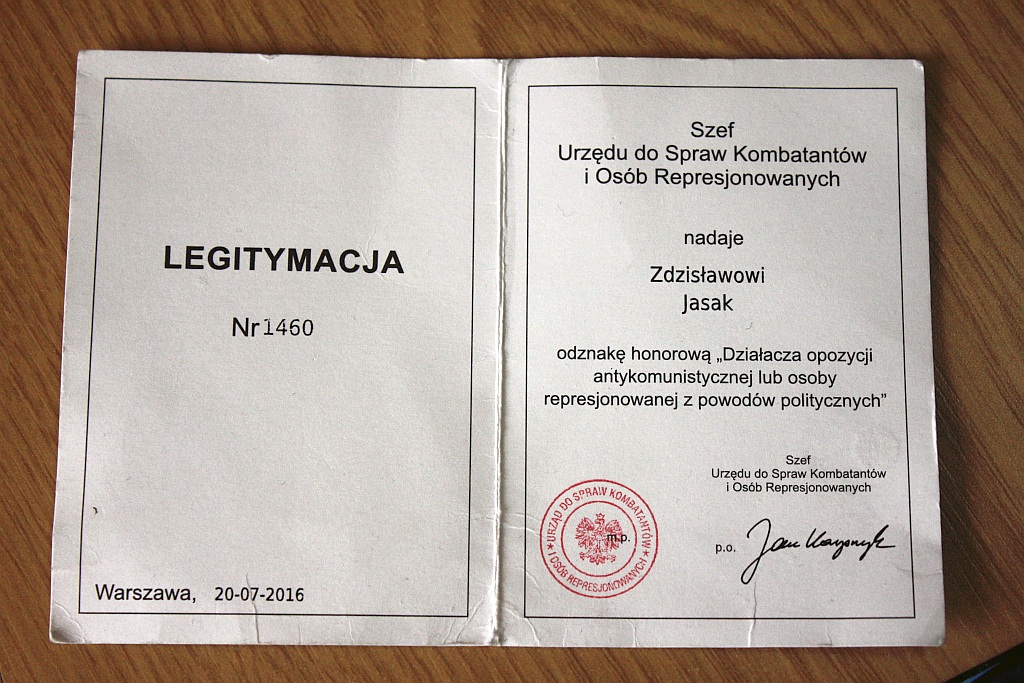 LEGITYMACJA
Nr 1460
Warszawa, 20-07-2016
Szef
Urzędu do Spraw Kombatantów
i Osób Represjonowanych
nadaje
Zdzisławowi
Jasak
odznakę honorową „Działacza opozycji
antykomunistycznej lub osoby
represjonowanej z powodów politycznych”
Szef
Urzędu do Spraw Kombatantów
i Osób Represjonowanych
★ URZĄD DO SPRAW KOMBATANTÓW ★
I OSÓB REPRESJONOWANYCH
m.p.
p.o. Jan